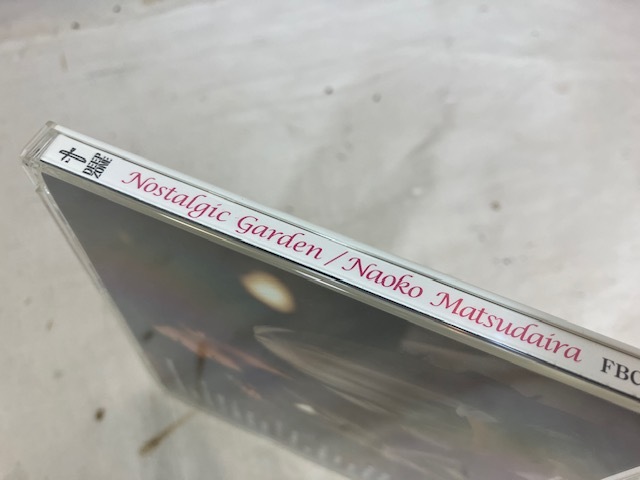 DEEP
ZONE
Nostalgic Garden / Naoko Matsudaira FBC